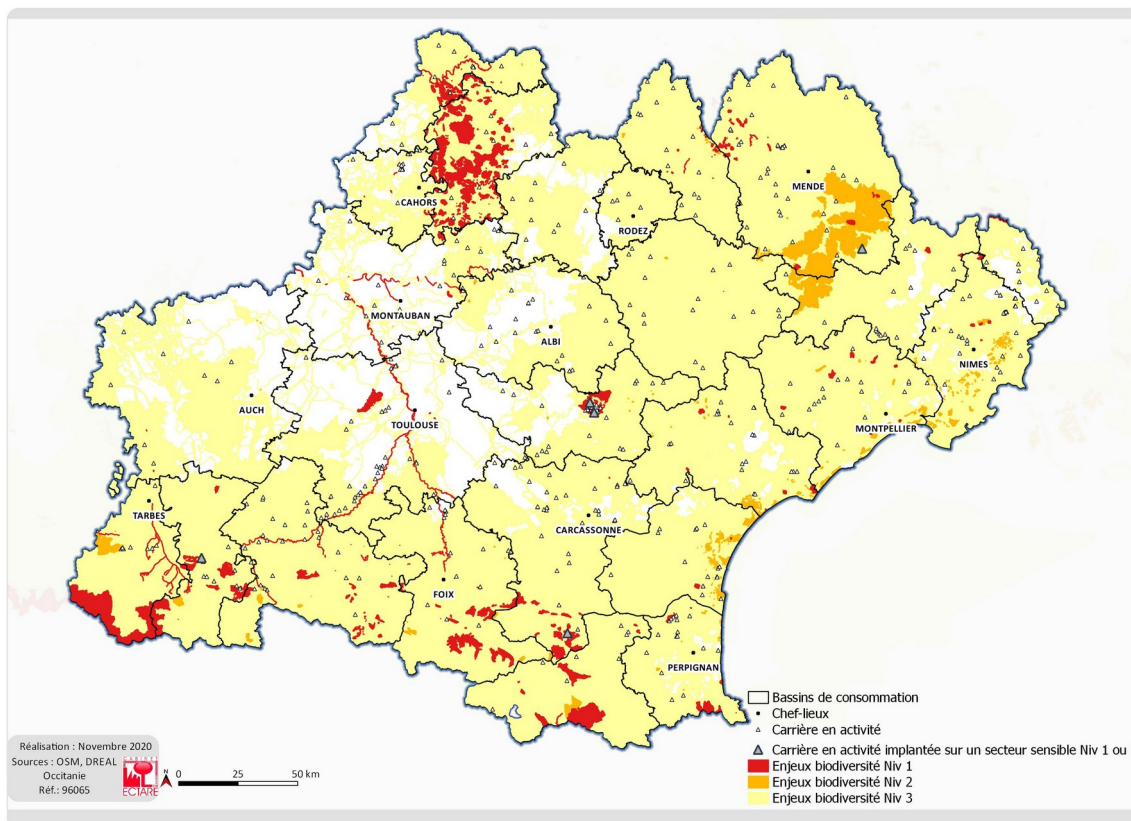 MENDE
CAHORS
RODEZ
MONTAUBAN
ALBI
NIMES
AUCH
TOULOUSE
MONTPELLIER
TARBES
CARCASSONNE
FOIX
PERPIGNAN
Bassins de consommation
Chef-lieux
Carrière en activité
Carrière en activité implantée sur un secteur sensible Niv 1 ou
Enjeux biodiversité Niv 1
Enjeux biodiversité Niv 2
Enjeux biodiversité Niv 3
Réalisation : Novembre 2020
Sources : OSM, DREAL
Occitanie
Réf.: 96065
CABINET
ECTARE
0 25 50 km